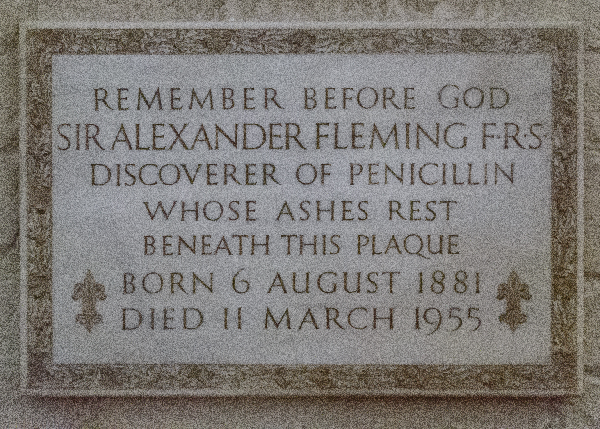 REMEMBER BEFORE GOD
SIR ALEXANDER FLEMING F·R·S·
DISCOVERER OF PENICILLIN
WHOSE ASHES REST
BENEATH THIS PLAQUE
BORN 6 AUGUST 1881
DIED 11 MARCH 1955